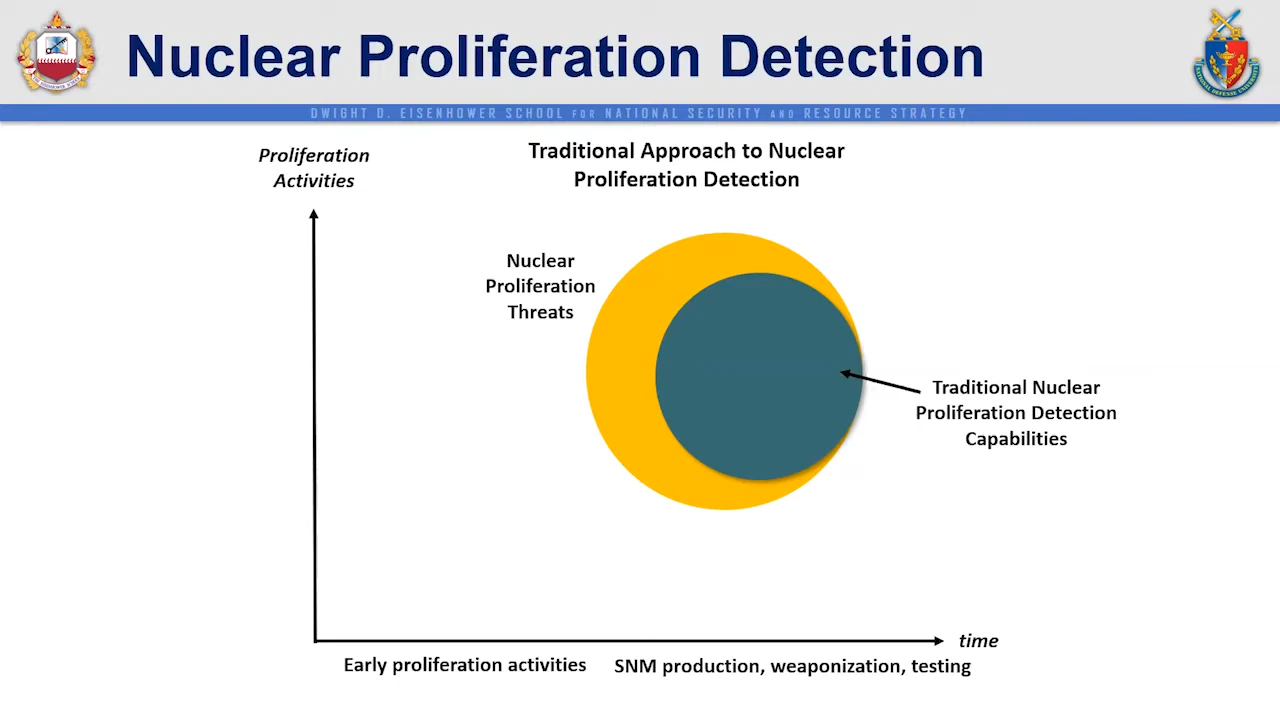 Nuclear Proliferation Detection
DWIGHT D. EISENHOWER SCHOOL FOR NATIONAL SECURITY AND RESOURCE STRATEGY
Proliferation
Activities
Traditional Approach to Nuclear
Proliferation Detection
Nuclear
Proliferation
Threats
Traditional Nuclear
Proliferation Detection
Capabilities
time
Early proliferation activities
SNM production, weaponization, testing